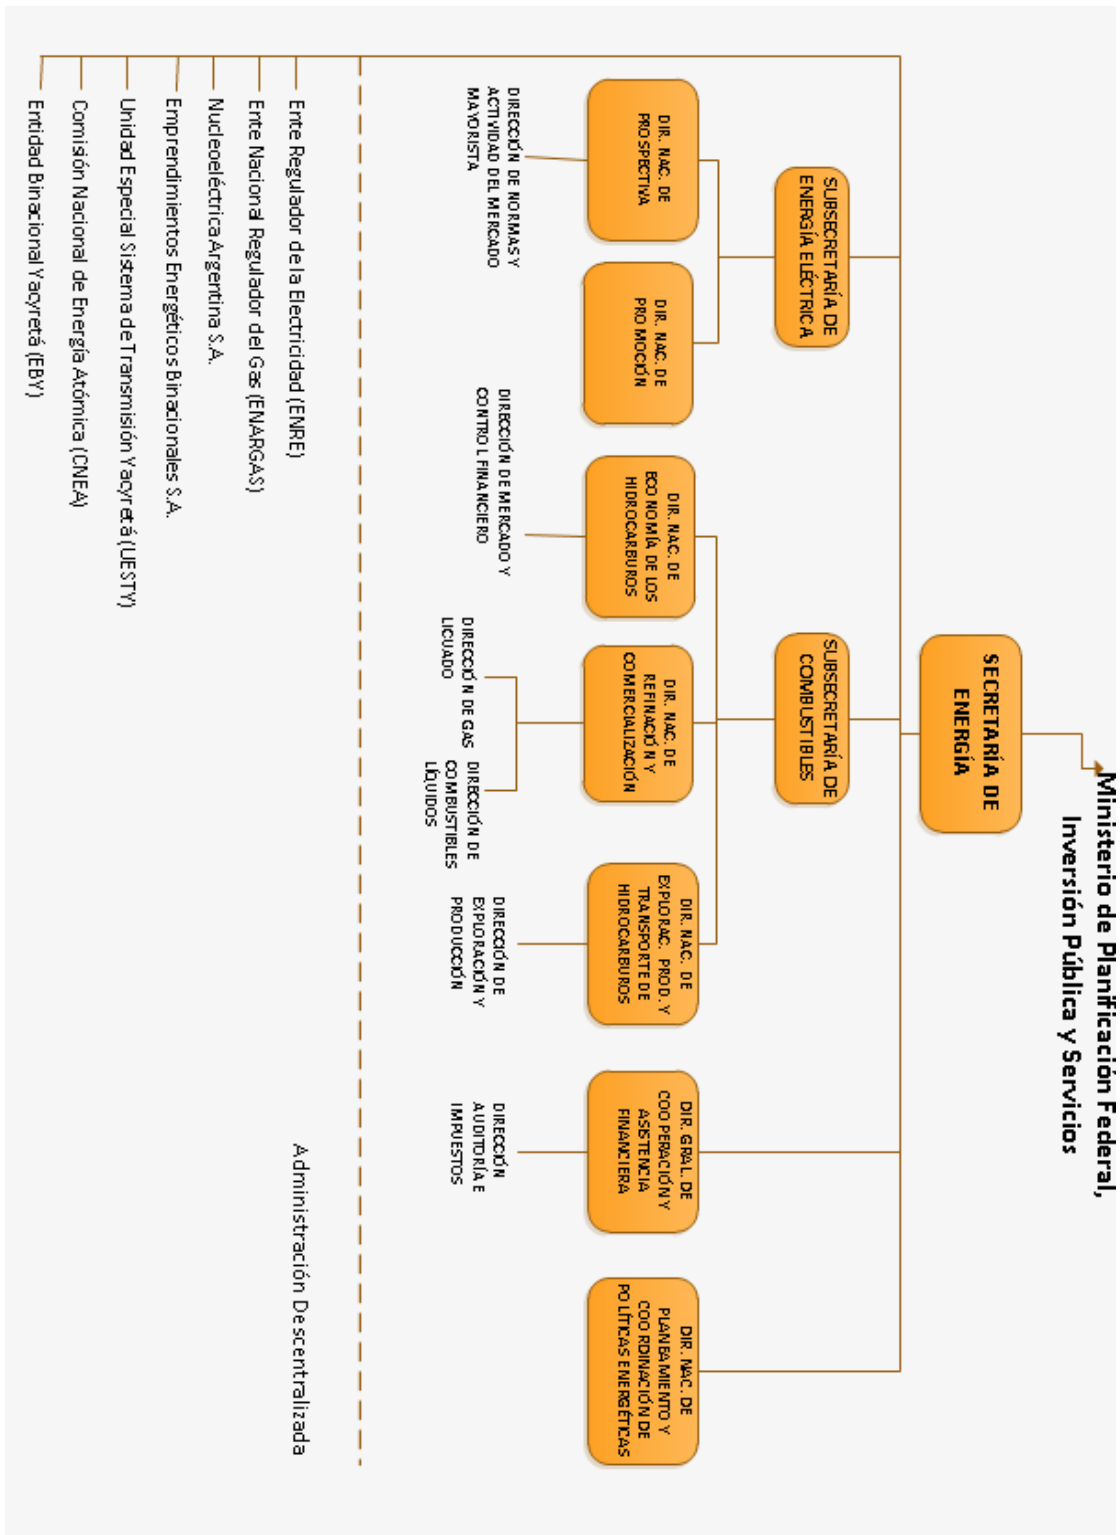 Ministerio de Planificación Federal,
Inversión Pública y Servicios
SECRETARÍA DE
ENERGÍA
SUBSECRETARÍA DE
ENERGÍA ELÉCTRICA
SUBSECRETARÍA DE
COMBUSTIBLES
DIR. NAC. DE
PROSPECTIVA
DIR. NAC. DE
PROMOCIÓN
DIR. NAC. DE
ECONOMÍA DE LOS
HIDROCARBUROS
DIR. NAC. DE
REFINACIÓN Y
COMERCIALIZACIÓN
DIR. NAC. DE
EXPLORAC. PROD. Y
TRANSPORTE DE
HIDROCARBUROS
DIR. GRAL. DE
COOPERACIÓN Y
ASISTENCIA
FINANCIERA
DIR. NAC. DE
PLANEAMIENTO Y
COORDINACIÓN DE
POLÍTICAS ENERGÉTICAS
DIRECCIÓN DE NORMAS Y
ACTIVIDAD DEL MERCADO
MAYORISTA
DIRECCIÓN DE MERCADO Y
CONTROL FINANCIERO
DIRECCIÓN DE GAS
LICUADO
DIRECCIÓN DE
COMBUSTIBLES
LÍQUIDOS
DIRECCIÓN DE
EXPLORACIÓN Y
PRODUCCIÓN
DIRECCIÓN
AUDITORÍA E
IMPUESTOS
Administración Descentralizada
Ente Regulador de la Electricidad (ENRE)
Ente Nacional Regulador del Gas (ENARGAS)
Nucleoeléctrica Argentina S.A.
Emprendimientos Energéticos Binacionales S.A.
Unidad Especial Sistema de Transmisión Yacyretá (UESTY)
Comisión Nacional de Energía Atómica (CNEA)
Entidad Binacional Yacyretá (EBY)